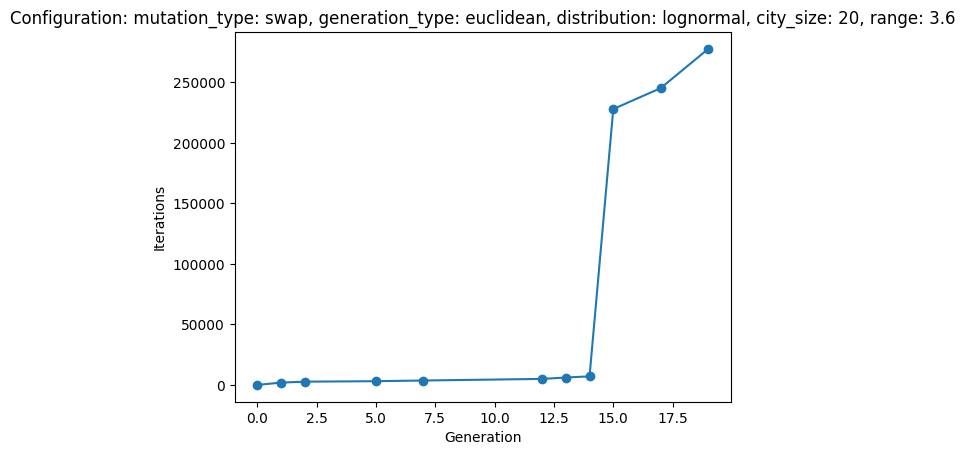 Configuration: mutation_type: swap, generation_type: euclidean, distribution: lognormal, city_size: 20, range: 3.6
250000
200000
150000
100000
50000
0
Iterations
0.0 2.5 5.0 7.5 10.0 12.5 15.0 17.5
Generation